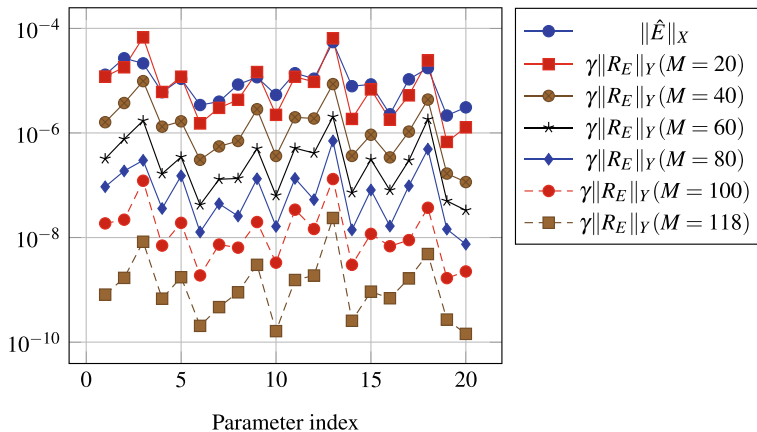 10⁻⁴
10⁻⁶
10⁻⁸
10⁻¹⁰
0
5
10
15
20
Parameter index
‖Ê‖_X
γ‖R_E‖_Y(M = 20)
γ‖R_E‖_Y(M = 40)
γ‖R_E‖_Y(M = 60)
γ‖R_E‖_Y(M = 80)
γ‖R_E‖_Y(M = 100)
γ‖R_E‖_Y(M = 118)